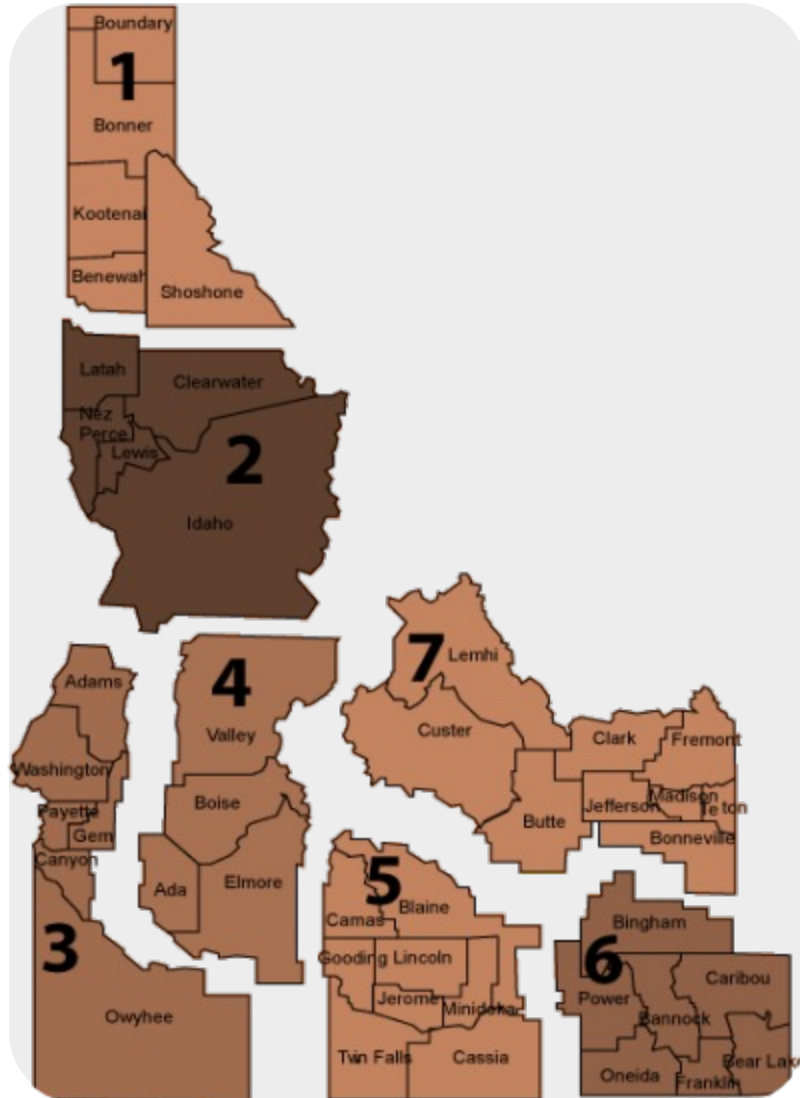 Boundary
1
Bonner
Kootenai
Benewah
Shoshone
Latah
Clearwater
Nez
Perce
Lewis
2
Idaho
Adams
Washington
Payette
Gem
Canyon
3
Owyhee
4
Valley
Boise
Ada
Elmore
7
Lemhi
Custer
Clark
Fremont
Butte
Jefferson
Madison
Teton
Bonneville
5
Camas
Blaine
Gooding
Lincoln
Jerome
Minidoka
Twin Falls
Cassia
Bingham
6
Power
Caribou
Bannock
Bear Lake
Oneida
Franklin